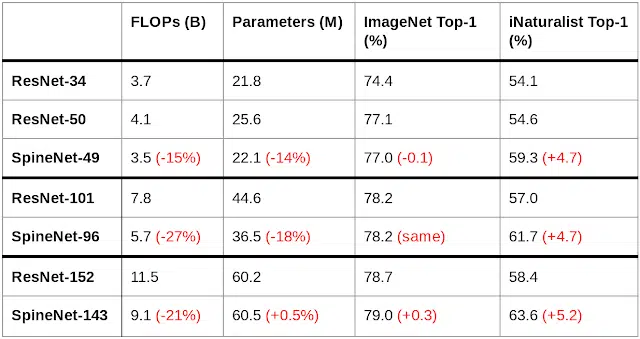 FLOPs (B) Parameters (M) ImageNet Top-1 (%) iNaturalist Top-1 (%)
ResNet-34 3.7 21.8 74.4 54.1
ResNet-50 4.1 25.6 77.1 54.6
SpineNet-49 3.5 (-15%) 22.1 (-14%) 77.0 (-0.1) 59.3 (+4.7)
ResNet-101 7.8 44.6 78.2 57.0
SpineNet-96 5.7 (-27%) 36.5 (-18%) 78.2 (same) 61.7 (+4.7)
ResNet-152 11.5 60.2 78.7 58.4
SpineNet-143 9.1 (-21%) 60.5 (+0.5%) 79.0 (+0.3) 63.6 (+5.2)